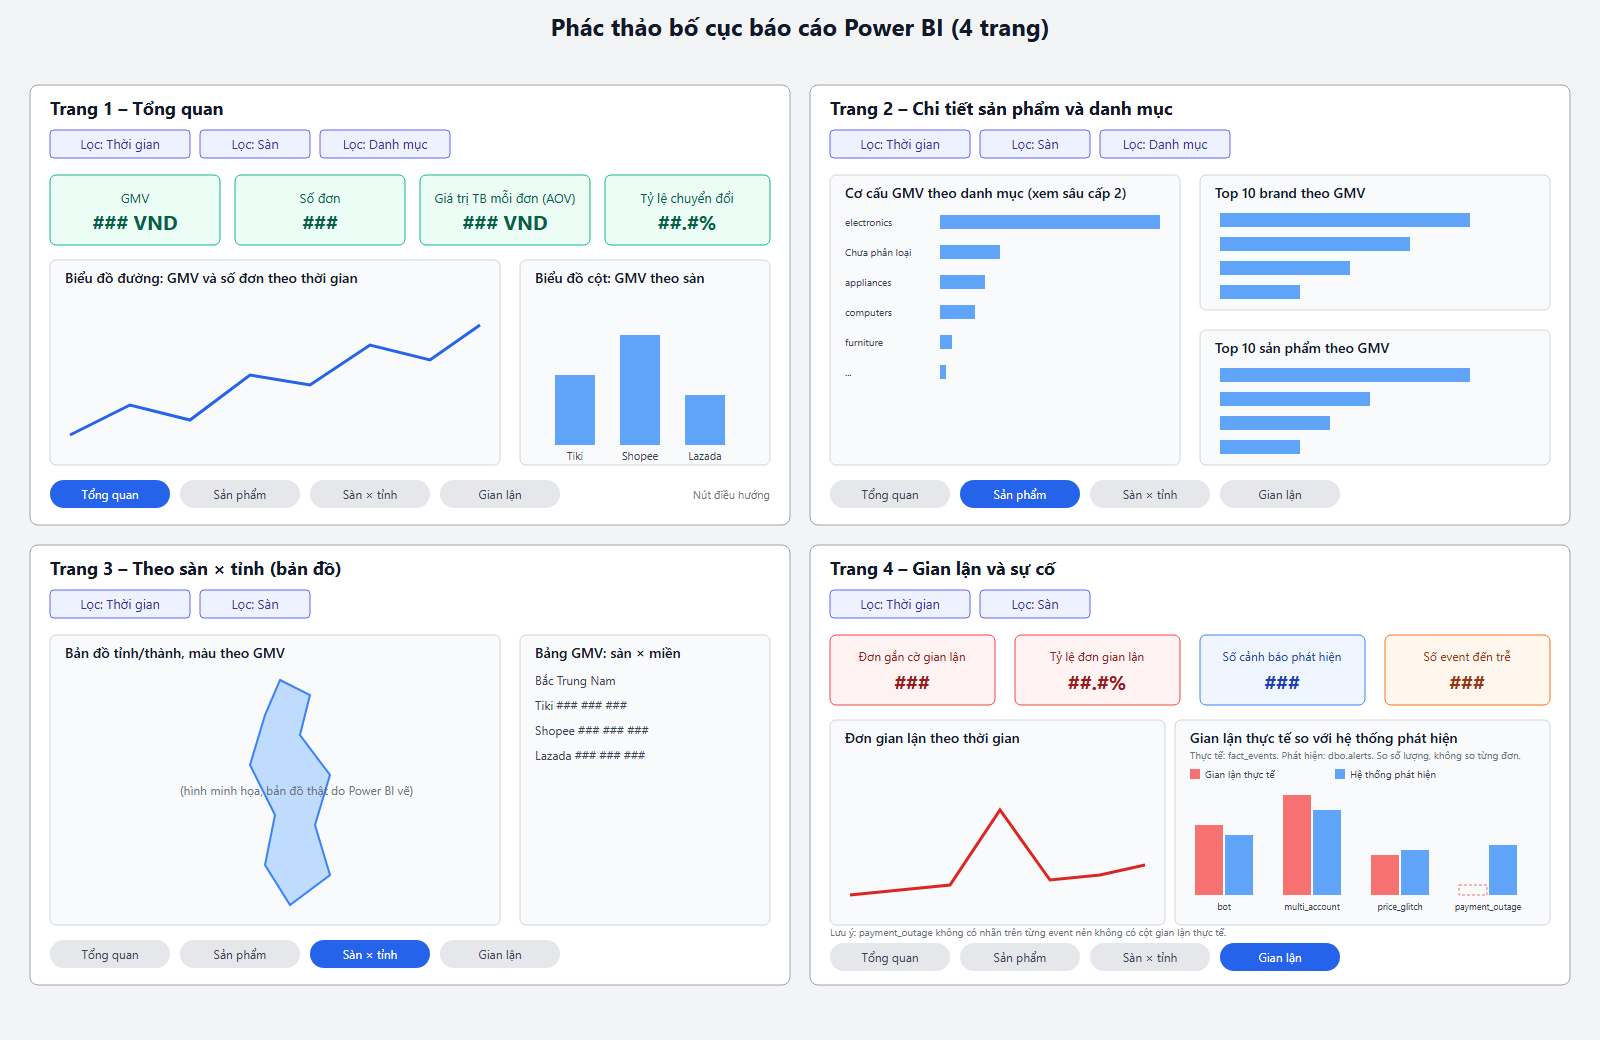 Phác thảo bố cục báo cáo Power BI (4 trang)
Trang 1 – Tổng quan
Lọc: Thời gian
Lọc: Sàn
Lọc: Danh mục
GMV
### VND
Số đơn
###
Giá trị TB mỗi đơn (AOV)
### VND
Tỷ lệ chuyển đổi
##.#%
Biểu đồ đường: GMV và số đơn theo thời gian
Biểu đồ cột: GMV theo sàn
Tiki
Shopee
Lazada
Tổng quan
Sản phẩm
Sàn × tỉnh
Gian lận
Nút điều hướng
Trang 2 – Chi tiết sản phẩm và danh mục
Lọc: Thời gian
Lọc: Sàn
Lọc: Danh mục
Cơ cấu GMV theo danh mục (xem sâu cấp 2)
electronics
Chưa phân loại
appliances
computers
furniture
...
Top 10 brand theo GMV
Top 10 sản phẩm theo GMV
Tổng quan
Sản phẩm
Sàn × tỉnh
Gian lận
Trang 3 – Theo sàn × tỉnh (bản đồ)
Lọc: Thời gian
Lọc: Sàn
Bản đồ tỉnh/thành, màu theo GMV
(hình minh họa, bản đồ thật do Power BI vẽ)
Bảng GMV: sàn × miền
Bắc Trung Nam
Tiki ### ### ###
Shopee ### ### ###
Lazada ### ### ###
Tổng quan
Sản phẩm
Sàn × tỉnh
Gian lận
Trang 4 – Gian lận và sự cố
Lọc: Thời gian
Lọc: Sàn
Đơn gắn cờ gian lận
###
Tỷ lệ đơn gian lận
##.#%
Số cảnh báo phát hiện
###
Số event đến trễ
###
Đơn gian lận theo thời gian
Gian lận thực tế so với hệ thống phát hiện
Thực tế: fact_events. Phát hiện: dbo.alerts. So số lượng, không so từng đơn.
Gian lận thực tế
Hệ thống phát hiện
bot
multi_account
price_glitch
payment_outage
Lưu ý: payment_outage không có nhãn trên từng event nên không có cột gian lận thực tế.
Tổng quan
Sản phẩm
Sàn × tỉnh
Gian lận